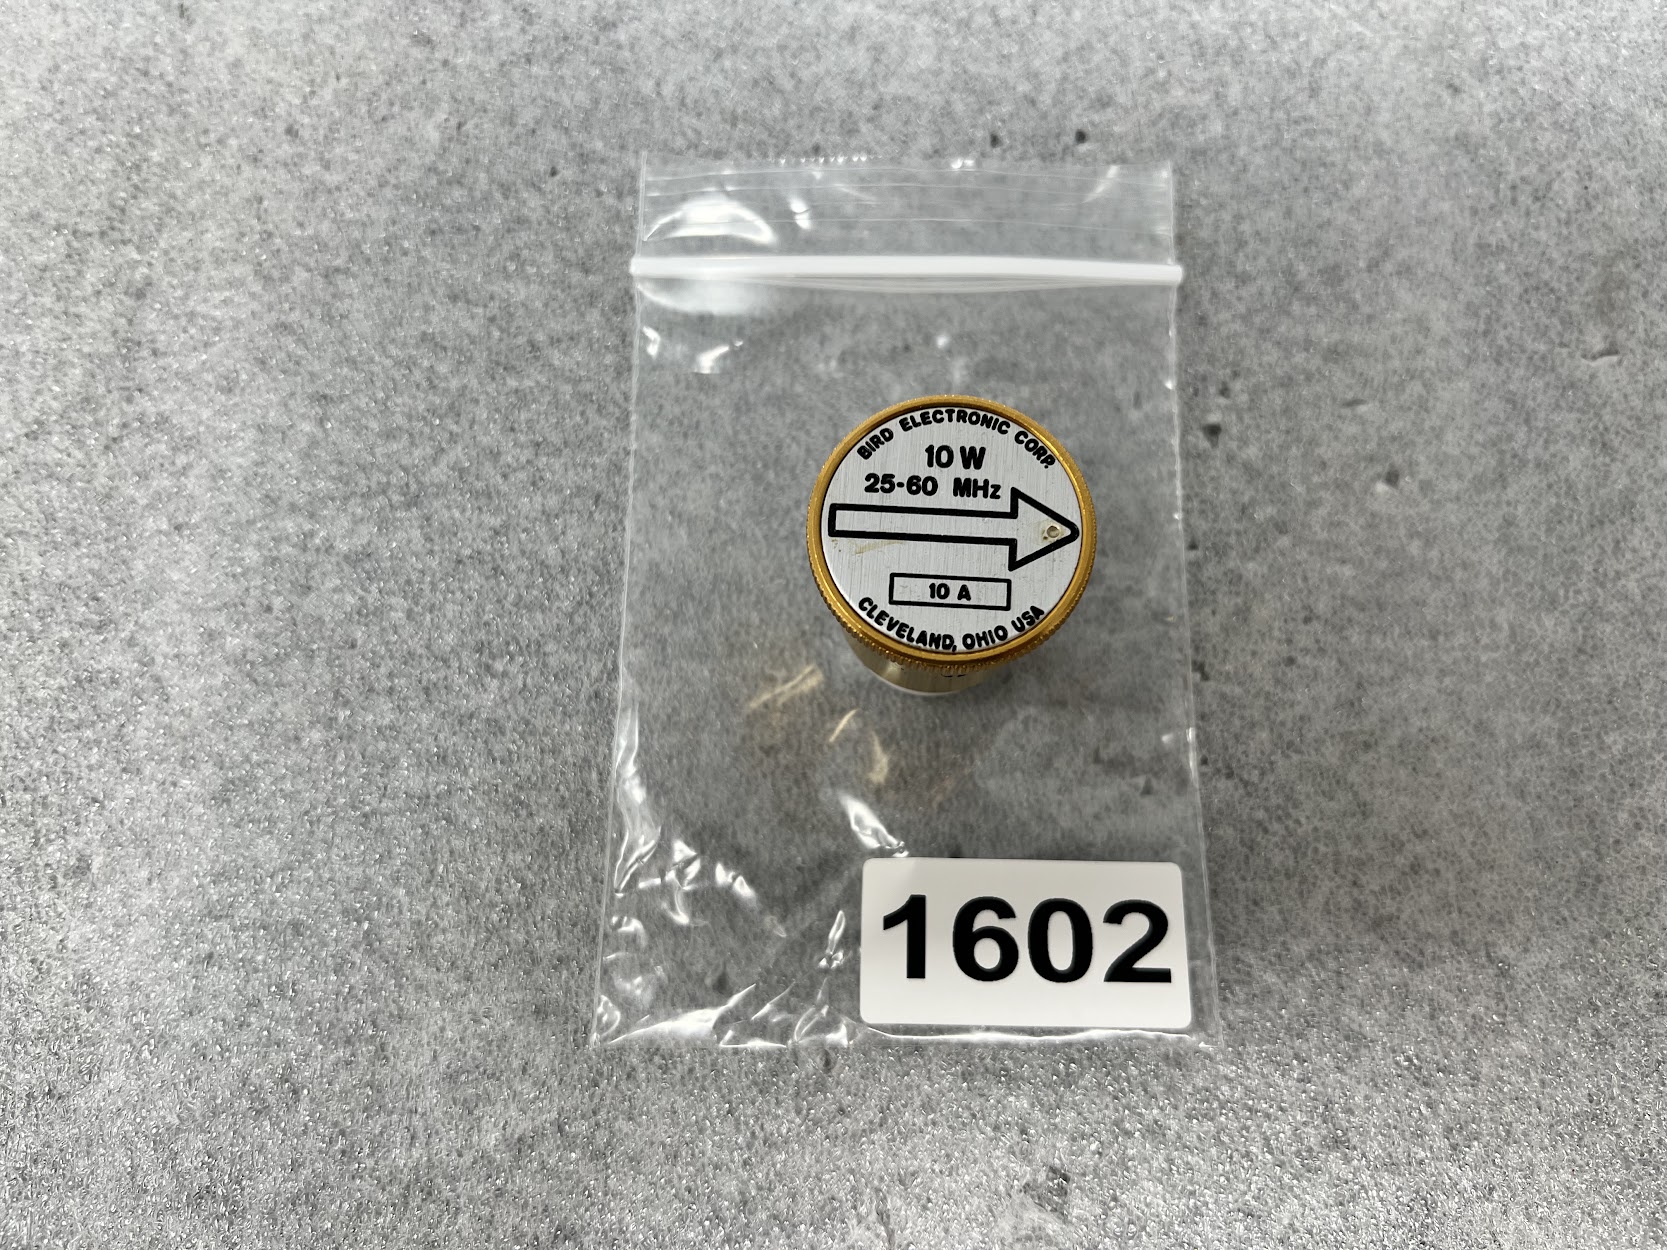 BIRD ELECTRONIC CORP.
10 W
25-60 MHz
10 A
CLEVELAND, OHIO USA
1602